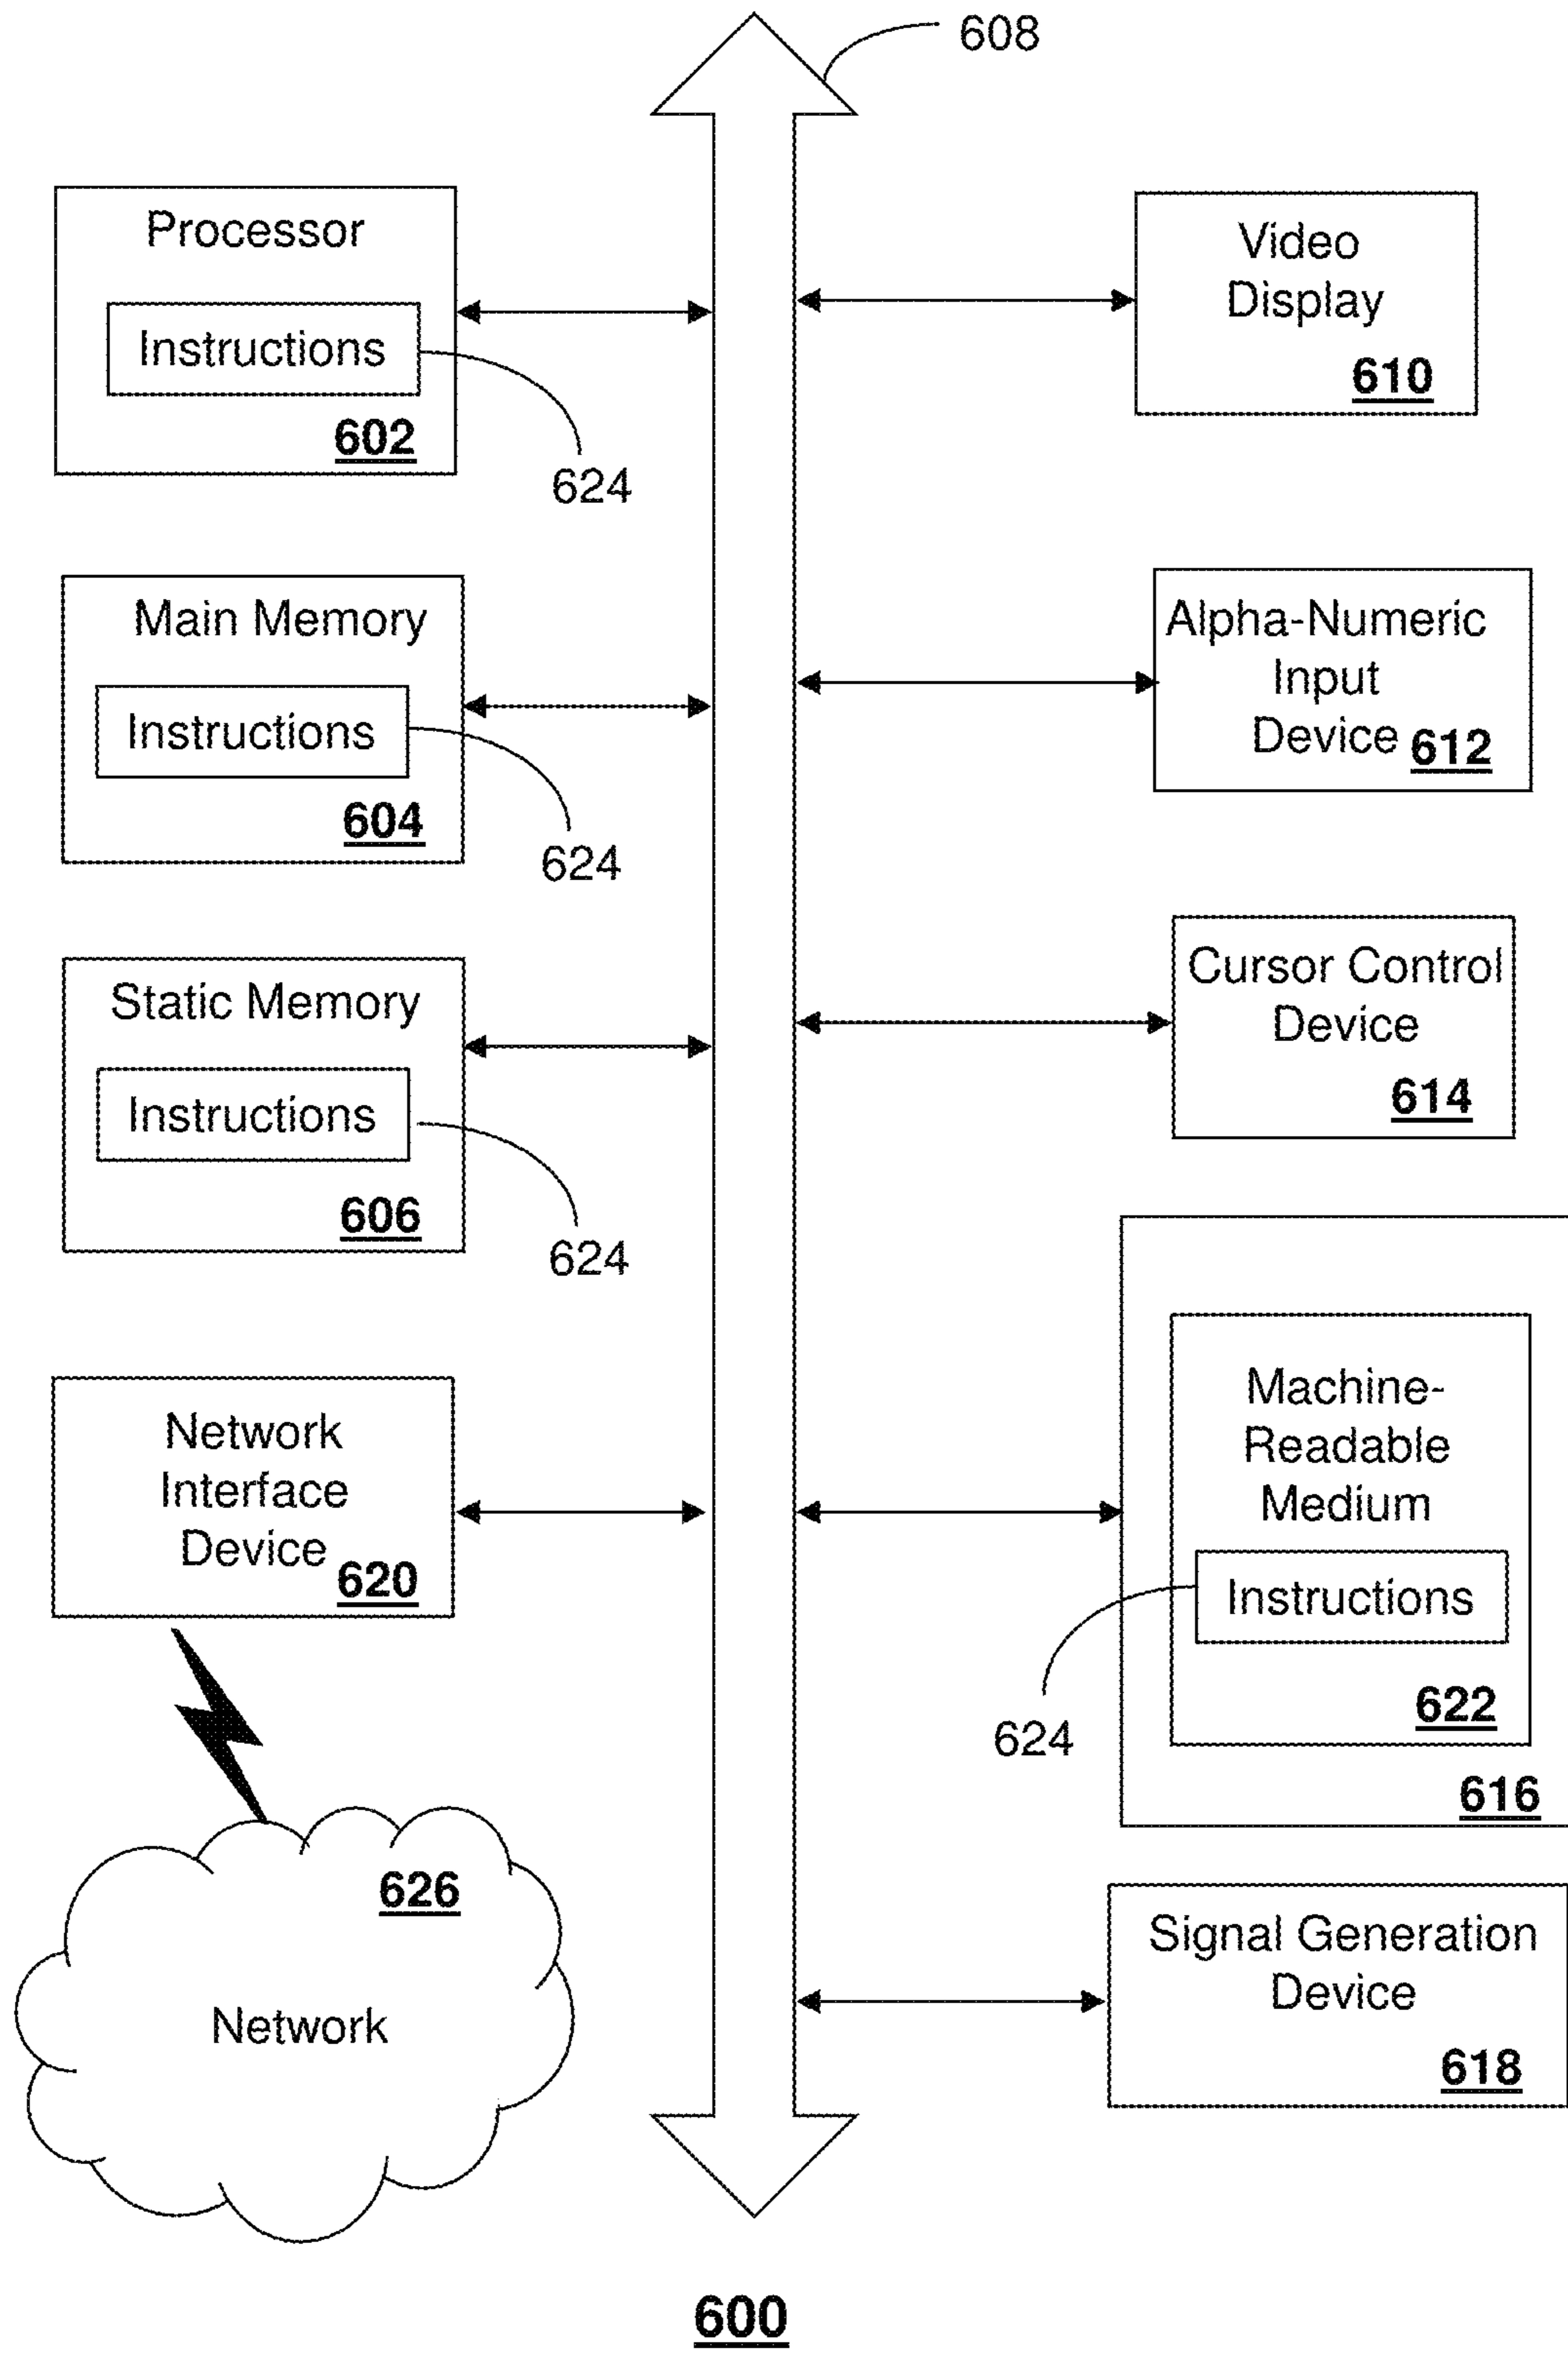 608
Processor
Instructions
602
624
Main Memory
Instructions
604
624
Static Memory
Instructions
606
624
Network
Interface
Device
620
626
Network
Video
Display
610
Alpha-Numeric
Input
Device 612
Cursor Control
Device
614
Machine-
Readable
Medium
Instructions
622
624
616
Signal Generation
Device
618
600